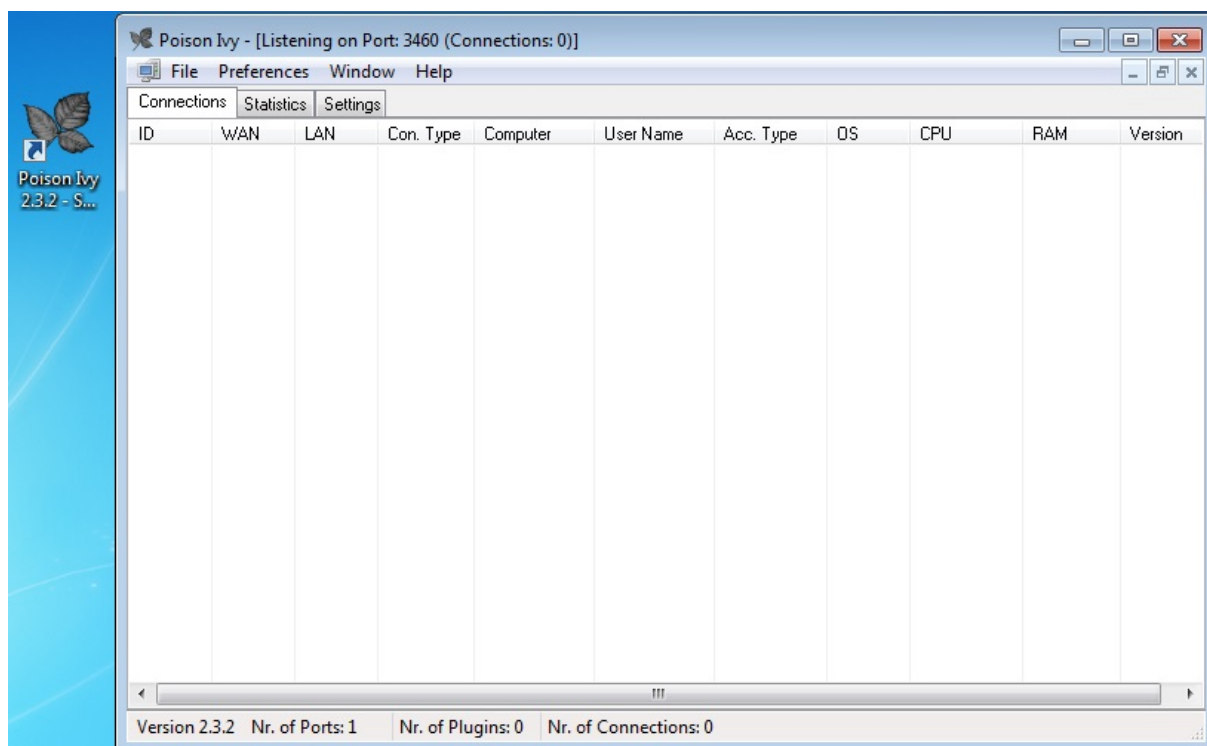 Poison Ivy - [Listening on Port: 3460 (Connections: 0)]
File Preferences Window Help
Connections Statistics Settings
ID WAN LAN Con. Type Computer User Name Acc. Type OS CPU RAM Version
Poison Ivy
2.3.2 - S...
Version 2.3.2 Nr. of Ports: 1 Nr. of Plugins: 0 Nr. of Connections: 0